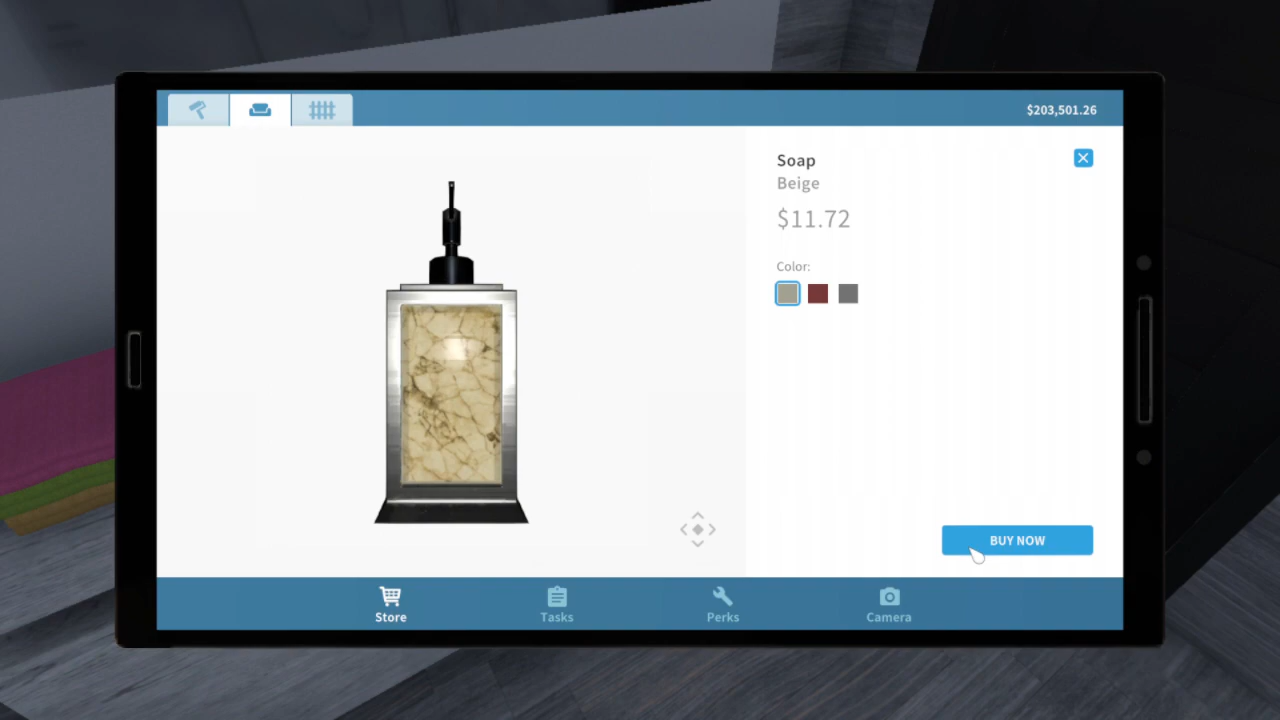 $203,501.26
Soap
Beige
$11.72
Color:
BUY NOW
Store
Tasks
Perks
Camera